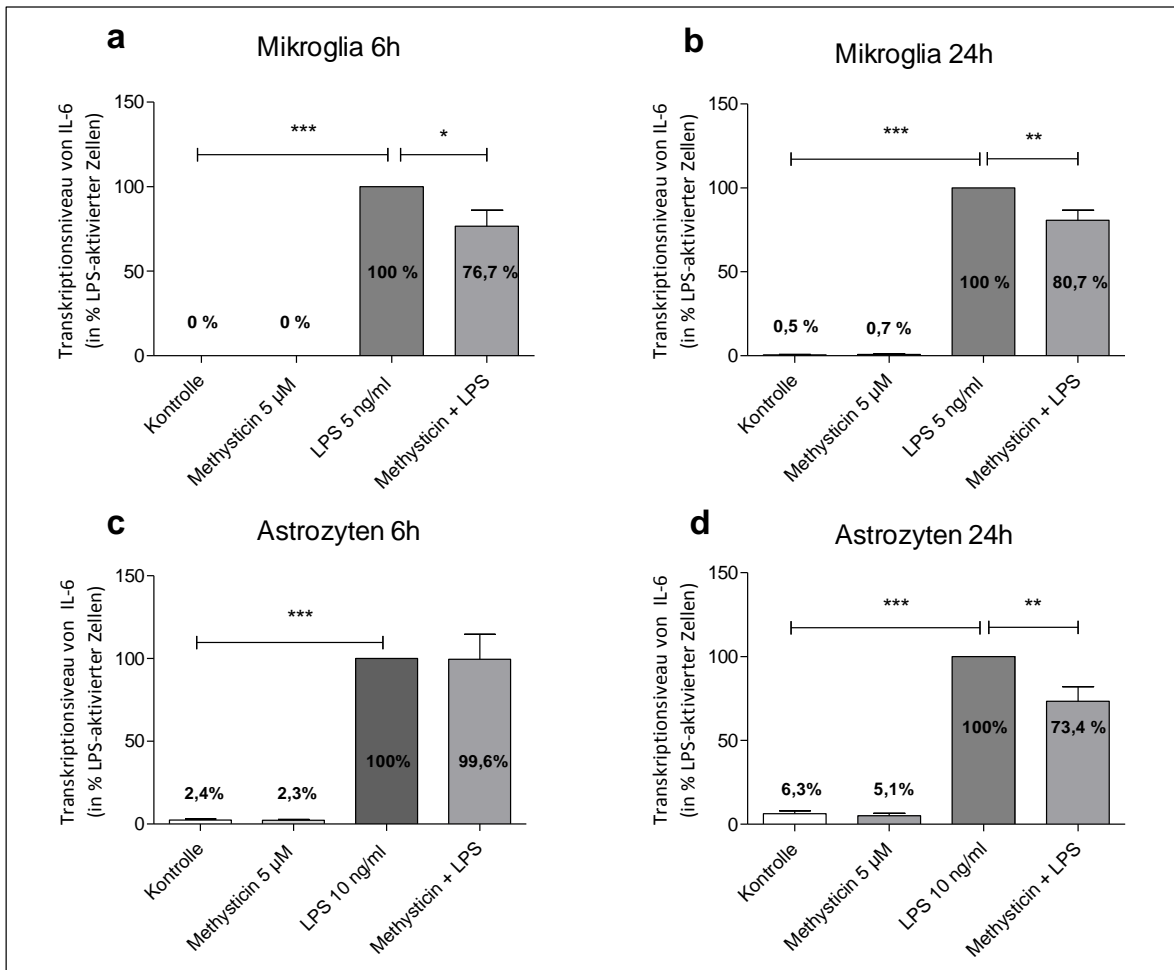 a
Mikroglia 6h
Transkriptionsniveau von IL-6
(in % LPS-aktivierter Zellen)
150
100
50
0
***
*
0 %
0 %
100 %
76,7 %
Kontrolle
Methysticin 5 µM
LPS 5 ng/ml
Methysticin + LPS
b
Mikroglia 24h
Transkriptionsniveau von IL-6
(in % LPS-aktivierter Zellen)
150
100
50
0
***
**
0,5 %
0,7 %
100 %
80,7 %
Kontrolle
Methysticin 5 µM
LPS 5 ng/ml
Methysticin + LPS
c
Astrozyten 6h
Transkriptionsiveau von IL-6
(in % LPS-aktivierter Zellen)
150
100
50
0
***
2,4%
2,3%
100%
99,6%
Kontrolle
Methysticin 5 µM
LPS 10 ng/ml
Methysticin + LPS
d
Astrozyten 24h
Transkriptionsniveau von IL-6
(in % LPS-aktivierter Zellen)
150
100
50
0
***
**
6,3%
5,1%
100%
73,4 %
Kontrolle
Methysticin 5 µM
LPS 10 ng/ml
Methysticin + LPS